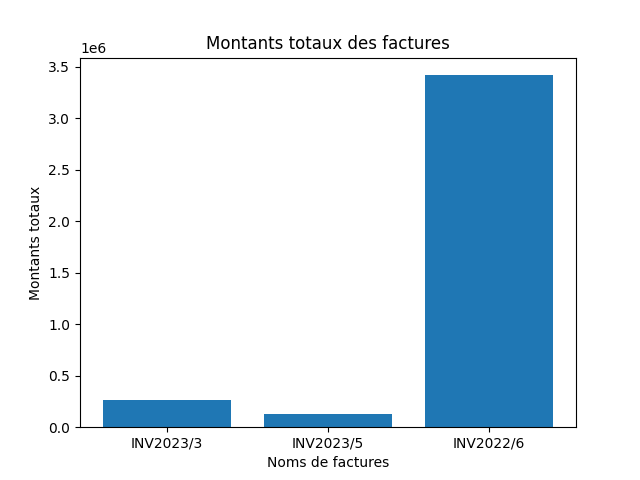 Montants totaux des factures
1e6
3.5
3.0
2.5
2.0
1.5
1.0
0.5
0.0
Montants totaux
INV2023/3 INV2023/5 INV2022/6
Noms de factures